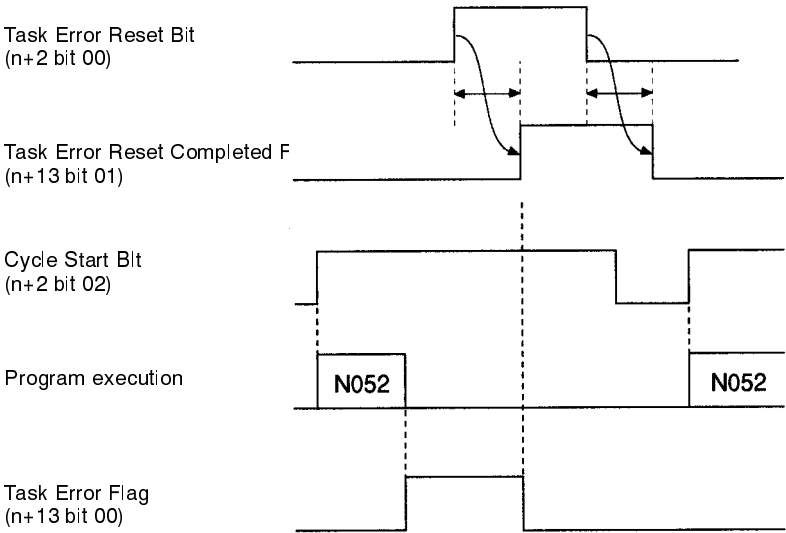 Task Error Reset Bit
(n+2 bit 00)
Task Error Reset Completed F
(n+13 bit 01)
Cycle Start BIt
(n+2 bit 02)
Program execution
N052
N052
Task Error Flag
(n+13 bit 00)